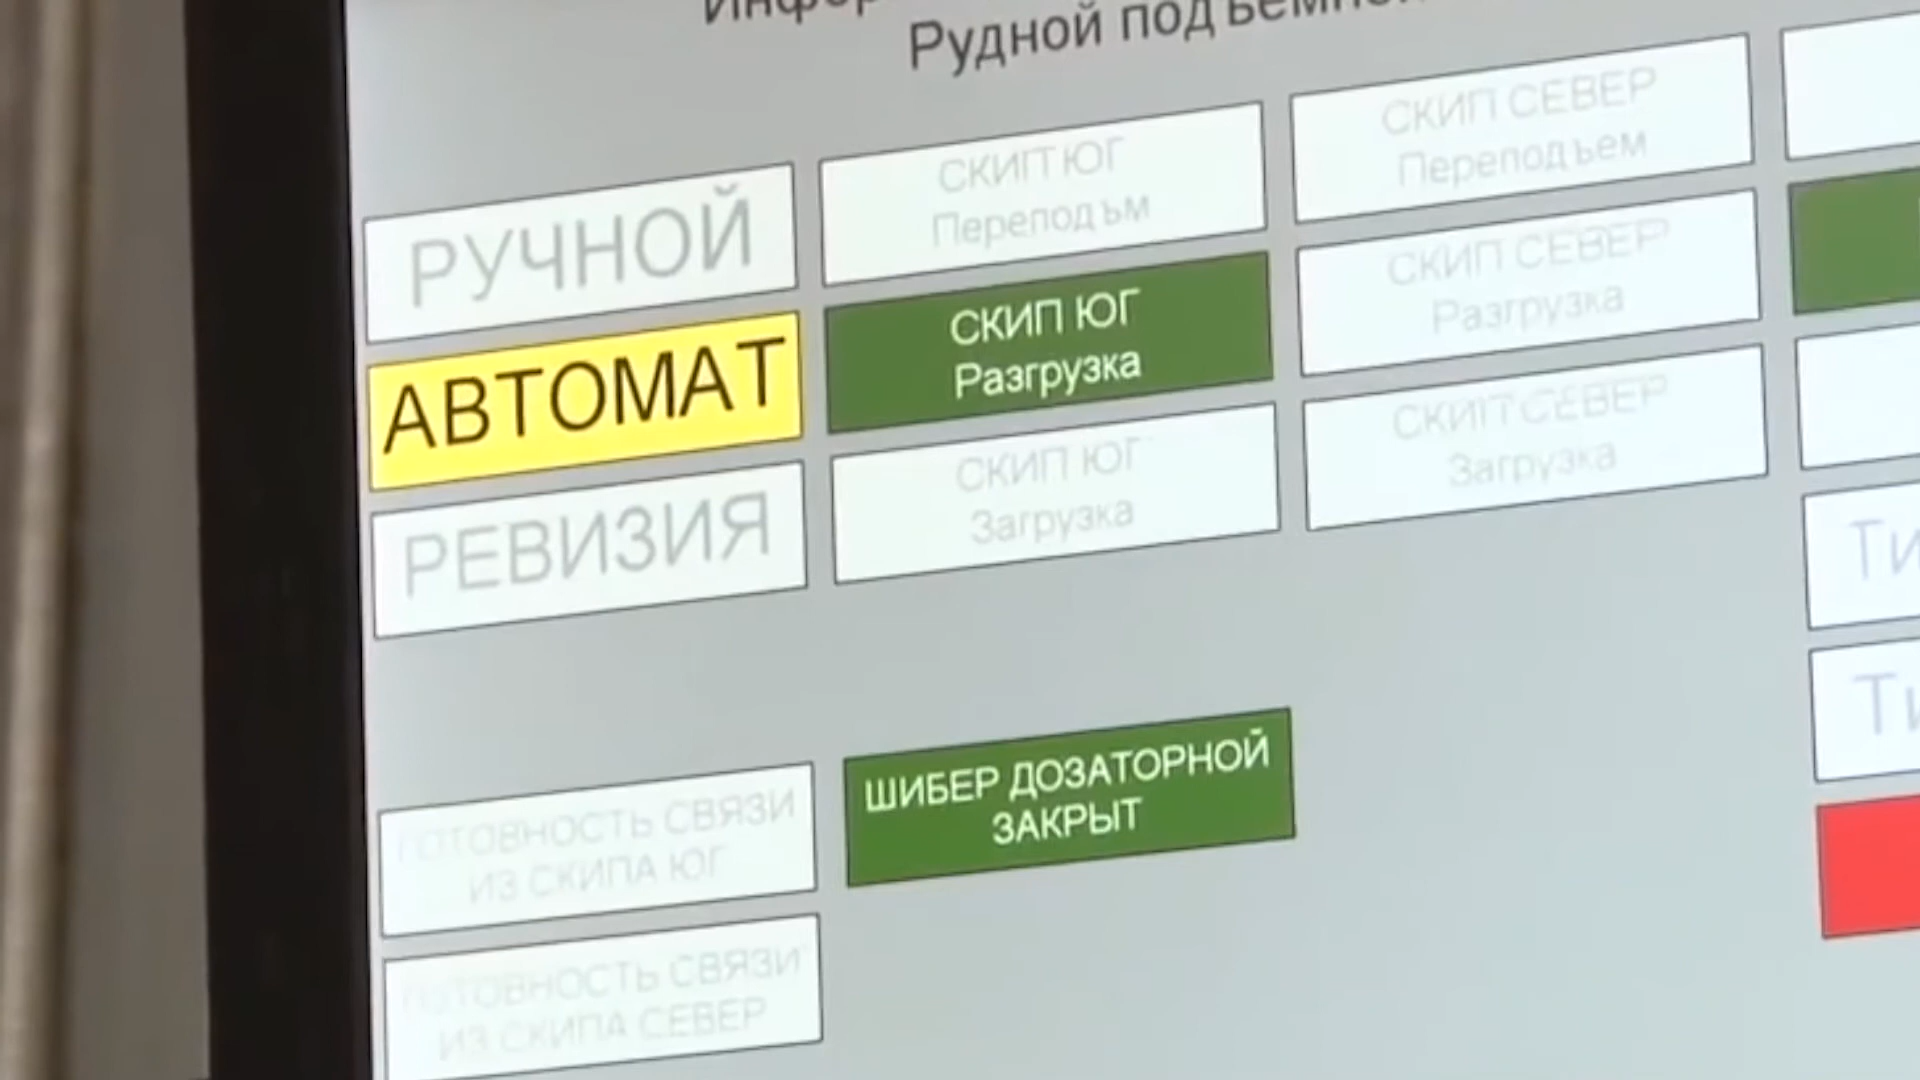 Рудной
РУЧНОЙ
СКИП ЮГ
Переподъм
СКИП СЕВЕР
Переподъем
АВТОМАТ
СКИП ЮГ
Разгрузка
СКИП СЕВЕР
Разгрузка
РЕВИЗИЯ
СКИП ЮГ
Загрузка
СКИП СЕВЕР
Загрузка
ГОТОВНОСТЬ СВЯЗИ
ИЗ СКИПА ЮГ
ШИБЕР ДОЗАТОРНОЙ
ЗАКРЫТ
ГОТОВНОСТЬ СВЯЗИ
ИЗ СКИПА СЕВЕР